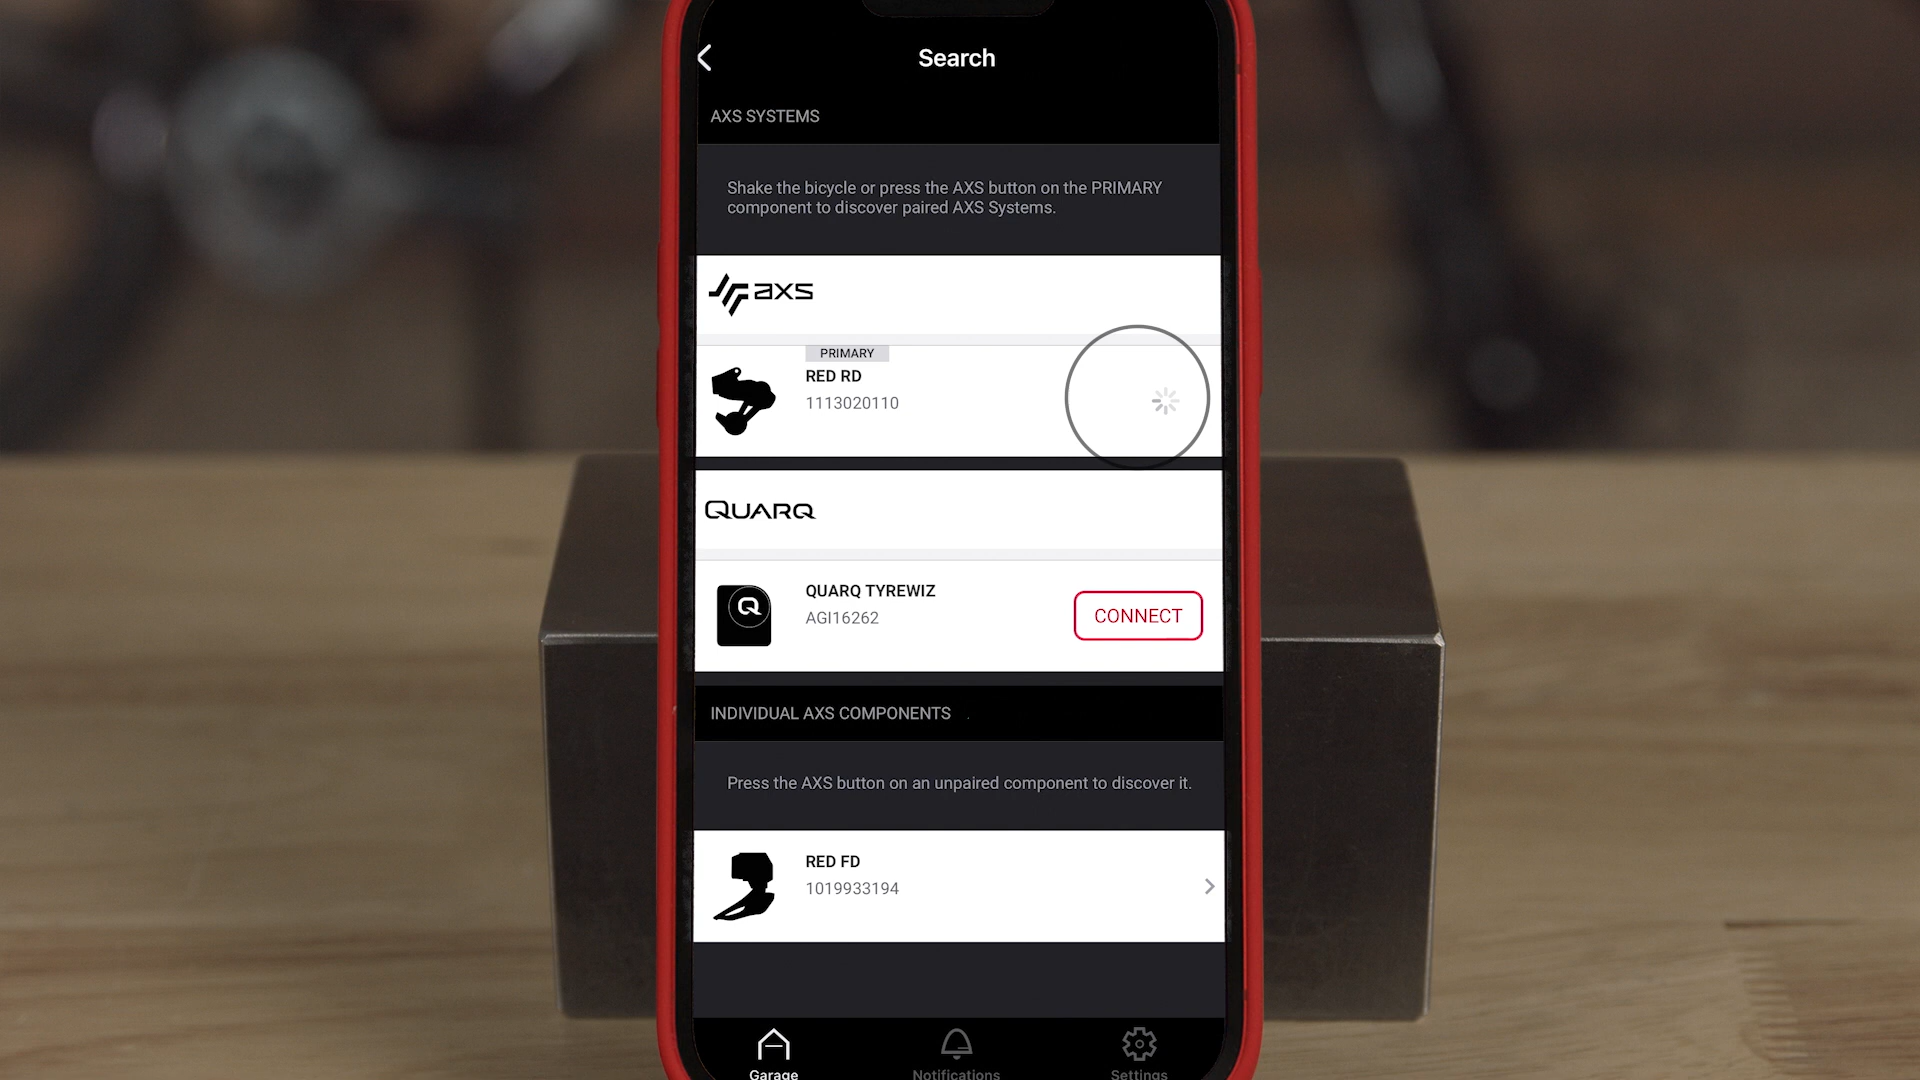 Search
AXS SYSTEMS
Shake the bicycle or press the AXS button on the PRIMARY
component to discover paired AXS Systems.
axs
PRIMARY
RED RD
1113020110
QUARQ
QUARQ TYREWIZ
AGI16262
CONNECT
INDIVIDUAL AXS COMPONENTS
Press the AXS button on an unpaired component to discover it.
RED FD
1019933194
Garage
Notifications
Settings